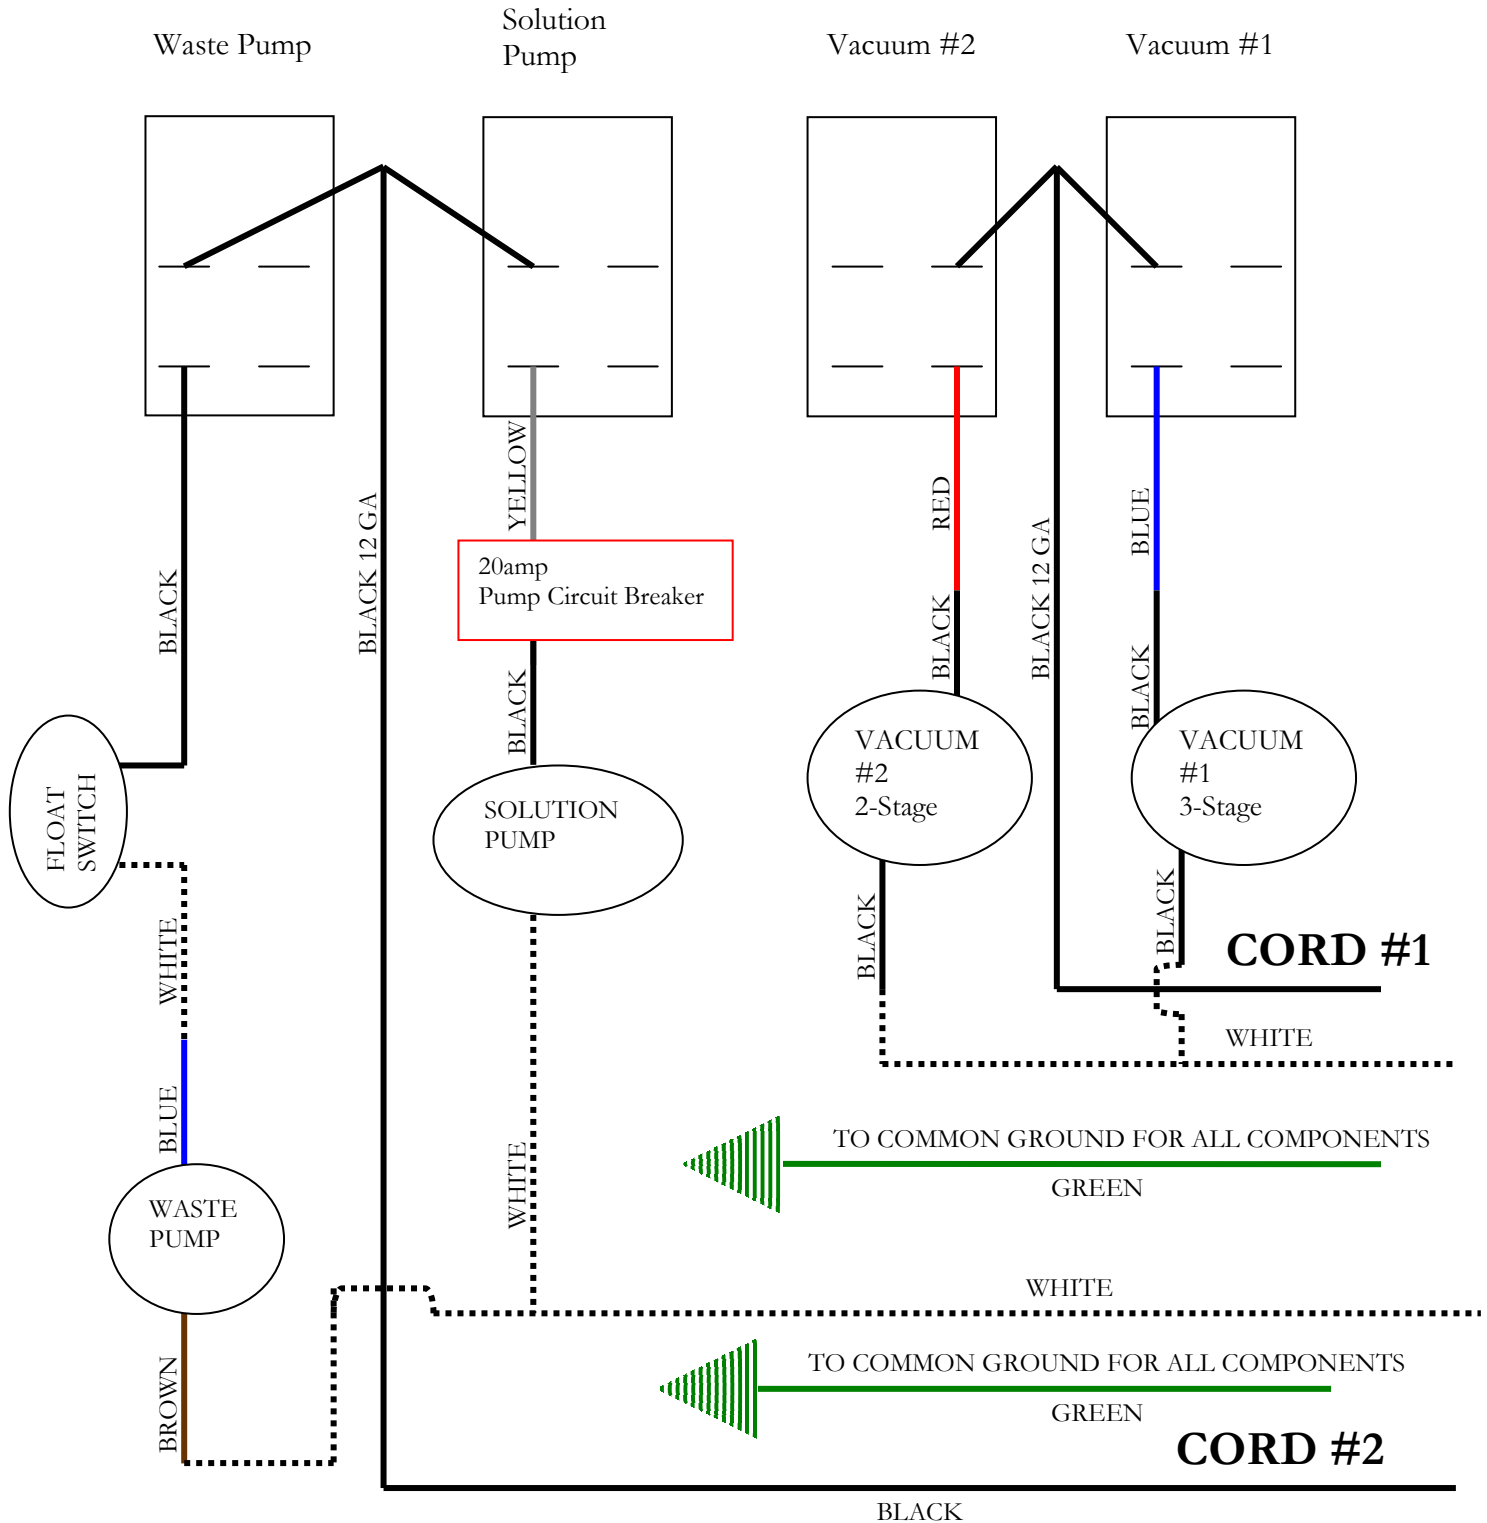 Waste Pump
Solution
Pump
Vacuum #2
Vacuum #1
BLACK
BLACK 12 GA
YELLOW
20amp
Pump Circuit Breaker
BLACK
RED
BLACK
BLACK 12 GA
BLUE
BLACK
FLOAT
SWITCH
SOLUTION
PUMP
VACUUM
#2
2-Stage
VACUUM
#1
3-Stage
WHITE
BLACK
BLACK
CORD #1
WHITE
BLUE
WHITE
TO COMMON GROUND FOR ALL COMPONENTS
GREEN
WASTE
PUMP
WHITE
BROWN
TO COMMON GROUND FOR ALL COMPONENTS
GREEN
CORD #2
BLACK